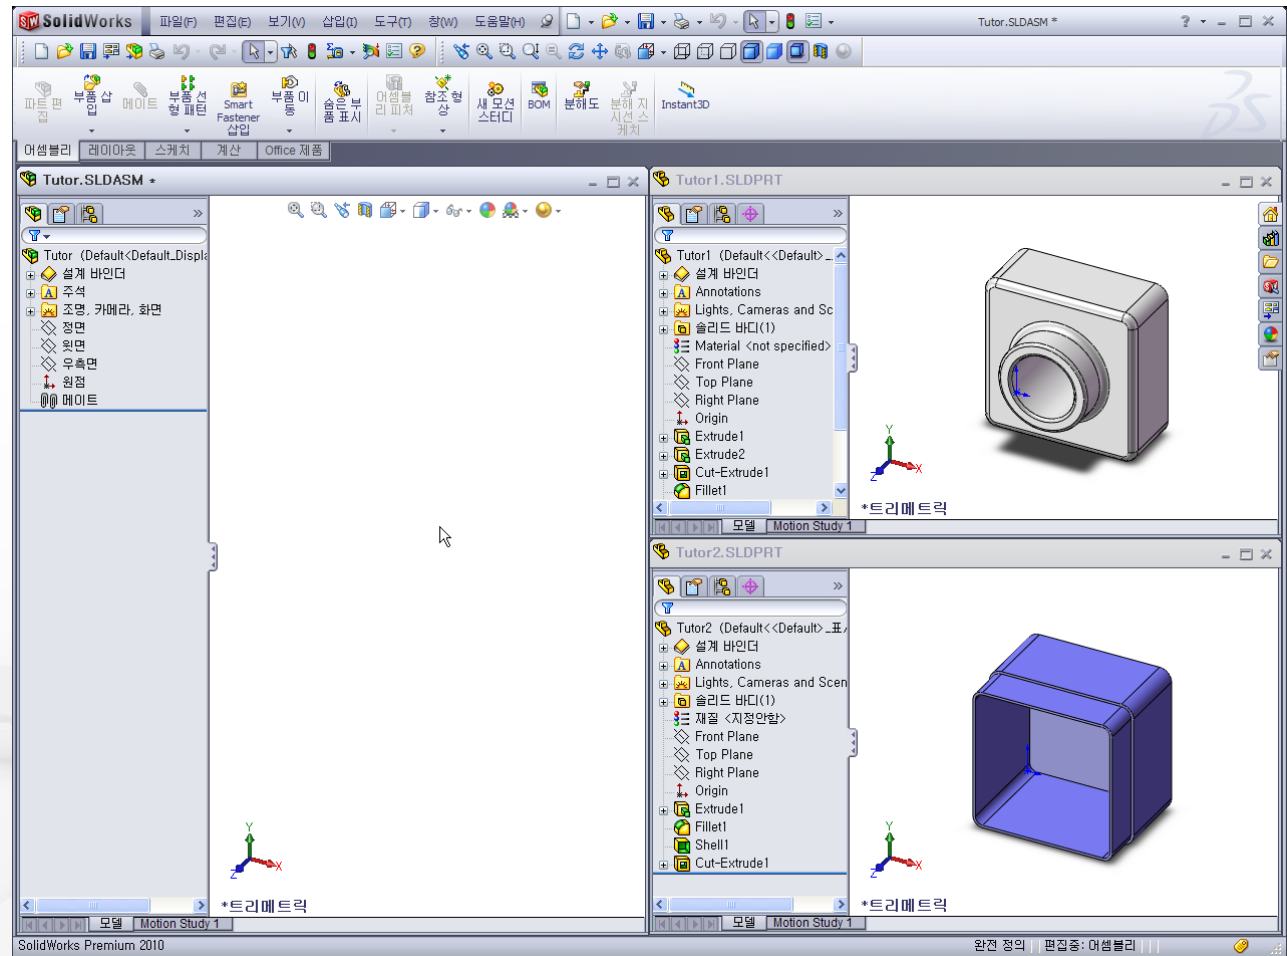 SolidWorks 파일(F) 편집(E) 보기(V) 삽입(I) 도구(T) 창(W) 도움말(H) Tutor.SLDASM *
파트 편집
부품 삽입
메이트
부품 선형 패턴
Smart Fastener 삽입
부품 이동
숨은 부품 표시
어셈블리 피처
참조 형상
새 모션 스터디
BOM
분해도
분해 지시선 스케치
Instant3D
어셈블리 레이아웃 스케치 계산 Office 제품
Tutor.SLDASM *
Tutor (Default<Default_Displa
설계 바인더
주석
조명, 카메라, 화면
정면
윗면
우측면
원점
메이트
Y
X
Z
*트리메트릭
모델 Motion Study 1
Tutor1.SLDPRT
Tutor1 (Default<<Default>_
설계 바인더
Annotations
Lights, Cameras and Sc
솔리드 바디(1)
Material <not specified>
Front Plane
Top Plane
Right Plane
Origin
Extrude1
Extrude2
Cut-Extrude1
Fillet1
Y
X
Z
*트리메트릭
모델 Motion Study 1
Tutor2.SLDPRT
Tutor2 (Default<<Default>_표
설계 바인더
Annotations
Lights, Cameras and Scen
솔리드 바디(1)
재질 <지정안함>
Front Plane
Top Plane
Right Plane
Origin
Extrude1
Fillet1
Shell1
Cut-Extrude1
Y
X
Z
*트리메트릭
모델 Motion Study 1
SolidWorks Premium 2010 완전 정의 편집중: 어셈블리